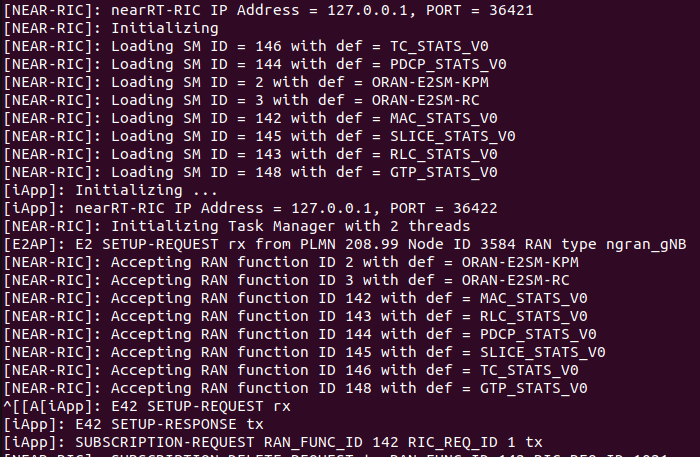 [NEAR-RIC]: nearRT-RIC IP Address = 127.0.0.1, PORT = 36421
[NEAR-RIC]: Initializing
[NEAR-RIC]: Loading SM ID = 146 with def = TC_STATS_V0
[NEAR-RIC]: Loading SM ID = 144 with def = PDCP_STATS_V0
[NEAR-RIC]: Loading SM ID = 2 with def = ORAN-E2SM-KPM
[NEAR-RIC]: Loading SM ID = 3 with def = ORAN-E2SM-RC
[NEAR-RIC]: Loading SM ID = 142 with def = MAC_STATS_V0
[NEAR-RIC]: Loading SM ID = 145 with def = SLICE_STATS_V0
[NEAR-RIC]: Loading SM ID = 143 with def = RLC_STATS_V0
[NEAR-RIC]: Loading SM ID = 148 with def = GTP_STATS_V0
[iApp]: Initializing ...
[iApp]: nearRT-RIC IP Address = 127.0.0.1, PORT = 36422
[NEAR-RIC]: Initializing Task Manager with 2 threads
[E2AP]: E2 SETUP-REQUEST rx from PLMN 208.99 Node ID 3584 RAN type ngran_gNB
[NEAR-RIC]: Accepting RAN function ID 2 with def = ORAN-E2SM-KPM
[NEAR-RIC]: Accepting RAN function ID 3 with def = ORAN-E2SM-RC
[NEAR-RIC]: Accepting RAN function ID 142 with def = MAC_STATS_V0
[NEAR-RIC]: Accepting RAN function ID 143 with def = RLC_STATS_V0
[NEAR-RIC]: Accepting RAN function ID 144 with def = PDCP_STATS_V0
[NEAR-RIC]: Accepting RAN function ID 145 with def = SLICE_STATS_V0
[NEAR-RIC]: Accepting RAN function ID 146 with def = TC_STATS_V0
[NEAR-RIC]: Accepting RAN function ID 148 with def = GTP_STATS_V0
^[[A[iApp]: E42 SETUP-REQUEST rx
[iApp]: E42 SETUP-RESPONSE tx
[iApp]: SUBSCRIPTION-REQUEST RAN_FUNC_ID 142 RIC_REQ_ID 1 tx